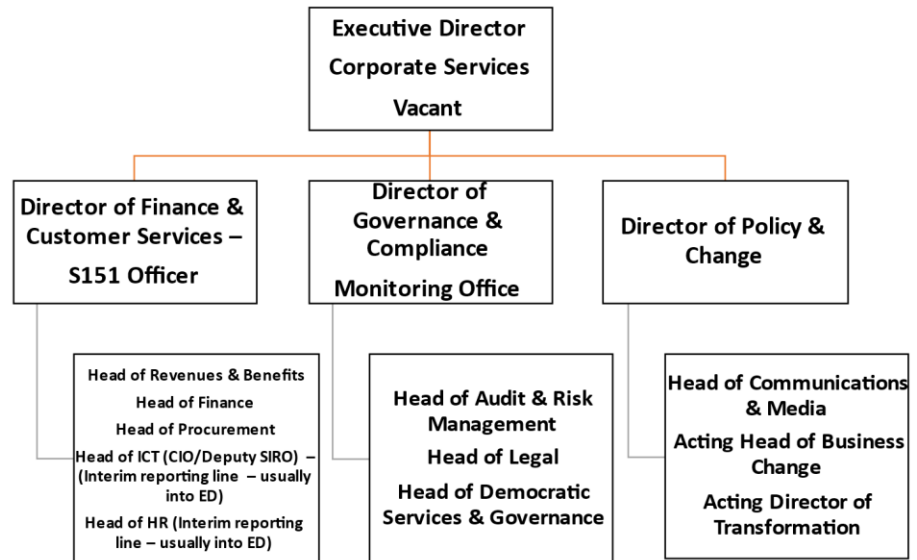 Executive Director
Corporate Services
Vacant
Director of Finance &
Customer Services –
S151 Officer
Director of
Governance &
Compliance
Monitoring Office
Director of Policy &
Change
Head of Revenues & Benefits
Head of Finance
Head of Procurement
Head of ICT (CIO/Deputy SIRO) –
(Interim reporting line – usually
into ED)
Head of HR (Interim reporting
line – usually into ED)
Head of Audit & Risk
Management
Head of Legal
Head of Democratic
Services & Governance
Head of Communications
& Media
Acting Head of Business
Change
Acting Director of
Transformation